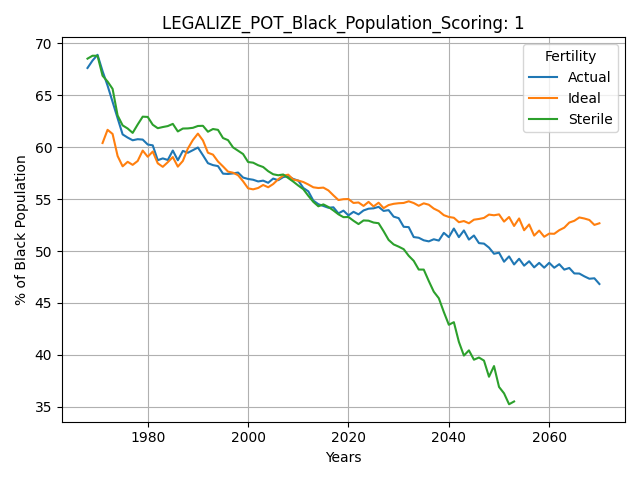 LEGALIZE_POT_Black_Population_Scoring: 1
Fertility
Actual
Ideal
Sterile
% of Black Population
70
65
60
55
50
45
40
35
1980
2000
2020
2040
2060
Years